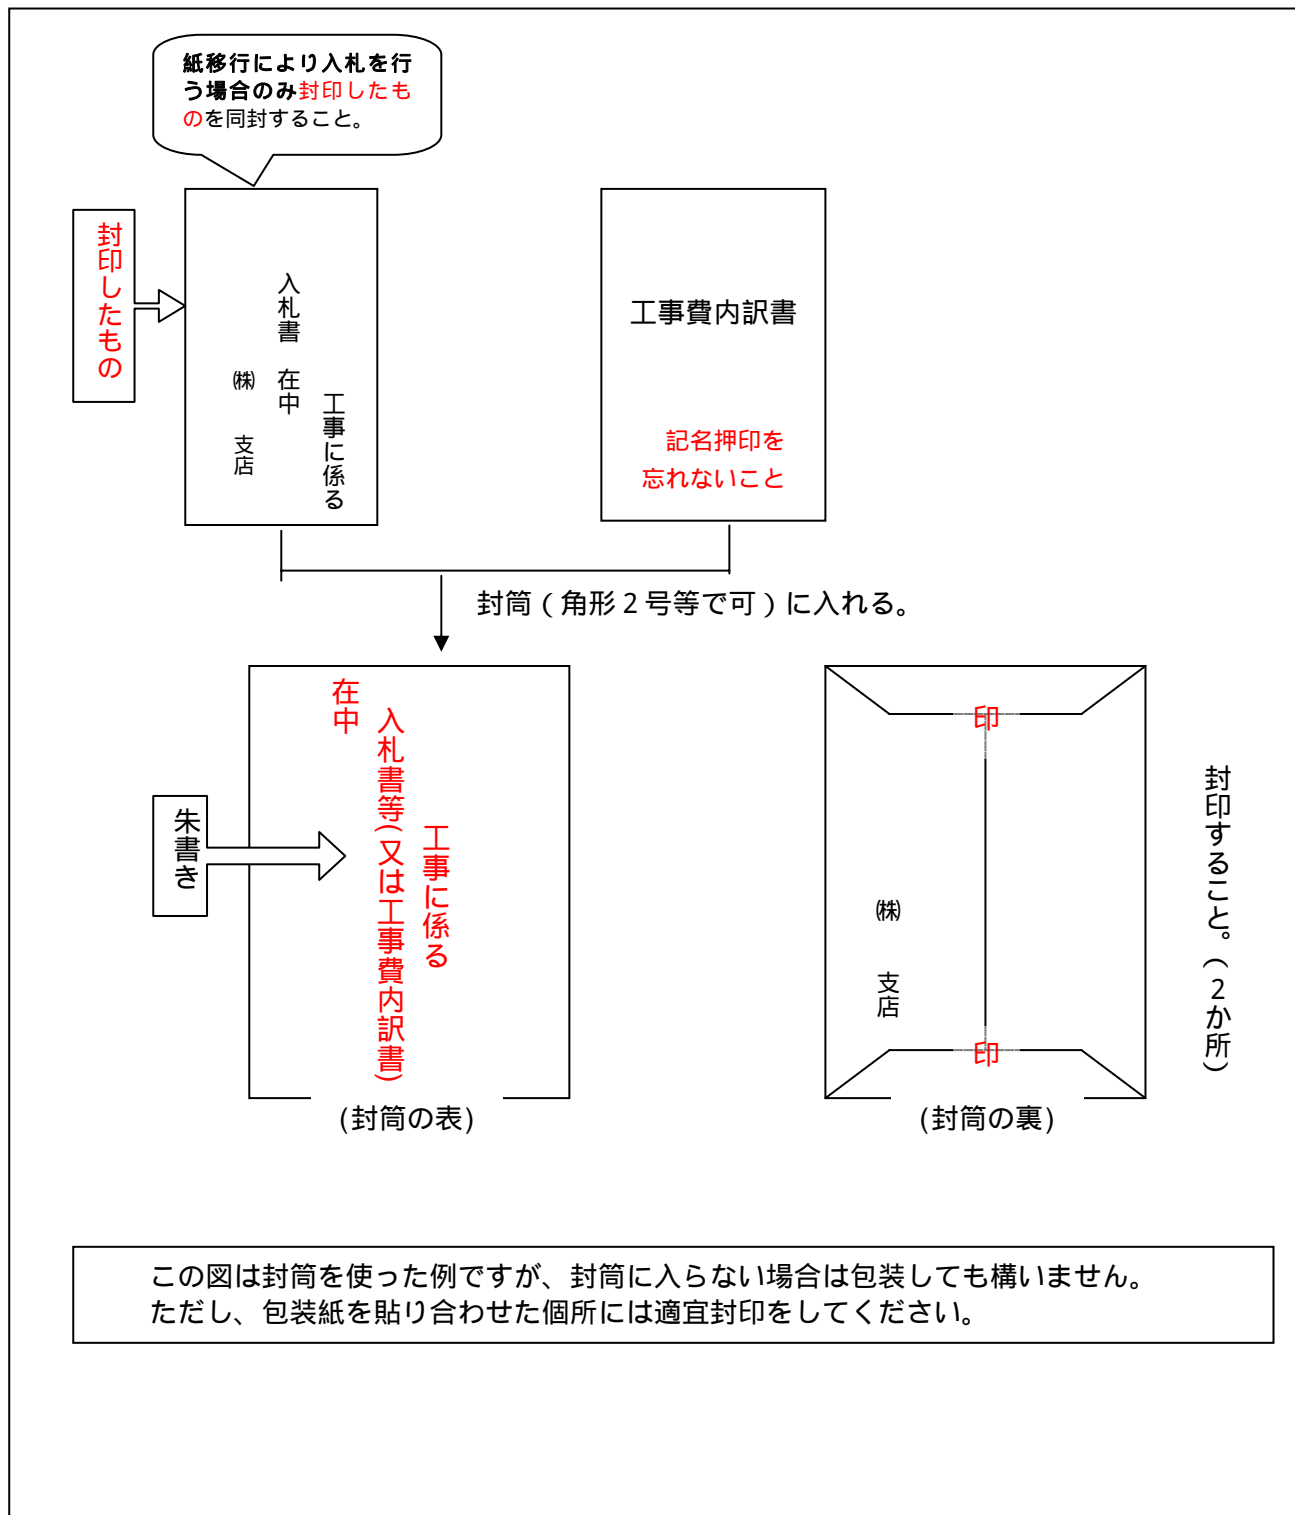 紙移行により入札を行
う場合のみ封印したも
のを同封すること。
封印したもの
工事に係る
入札書 在中
㈱ 支店
工事費内訳書
記名押印を
忘れないこと
封筒（角形２号等で可）に入れる。
朱書き
工事に係る
入札書等(又は工事費内訳書)
在中
(封筒の表)
印
㈱ 支店
印
(封筒の裏)
封印すること。（２か所）
この図は封筒を使った例ですが、封筒に入らない場合は包装しても構いません。
ただし、包装紙を貼り合わせた個所には適宜封印をしてください。